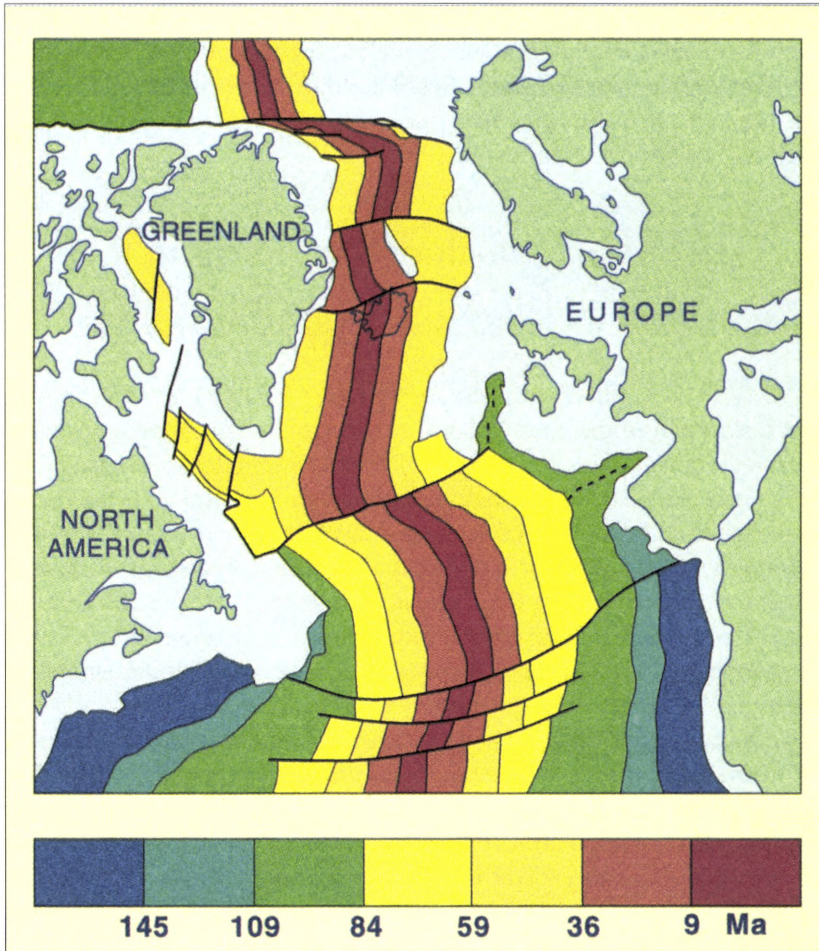 GREENLAND
EUROPE
NORTH
AMERICA
145 109 84 59 36 9 Ma